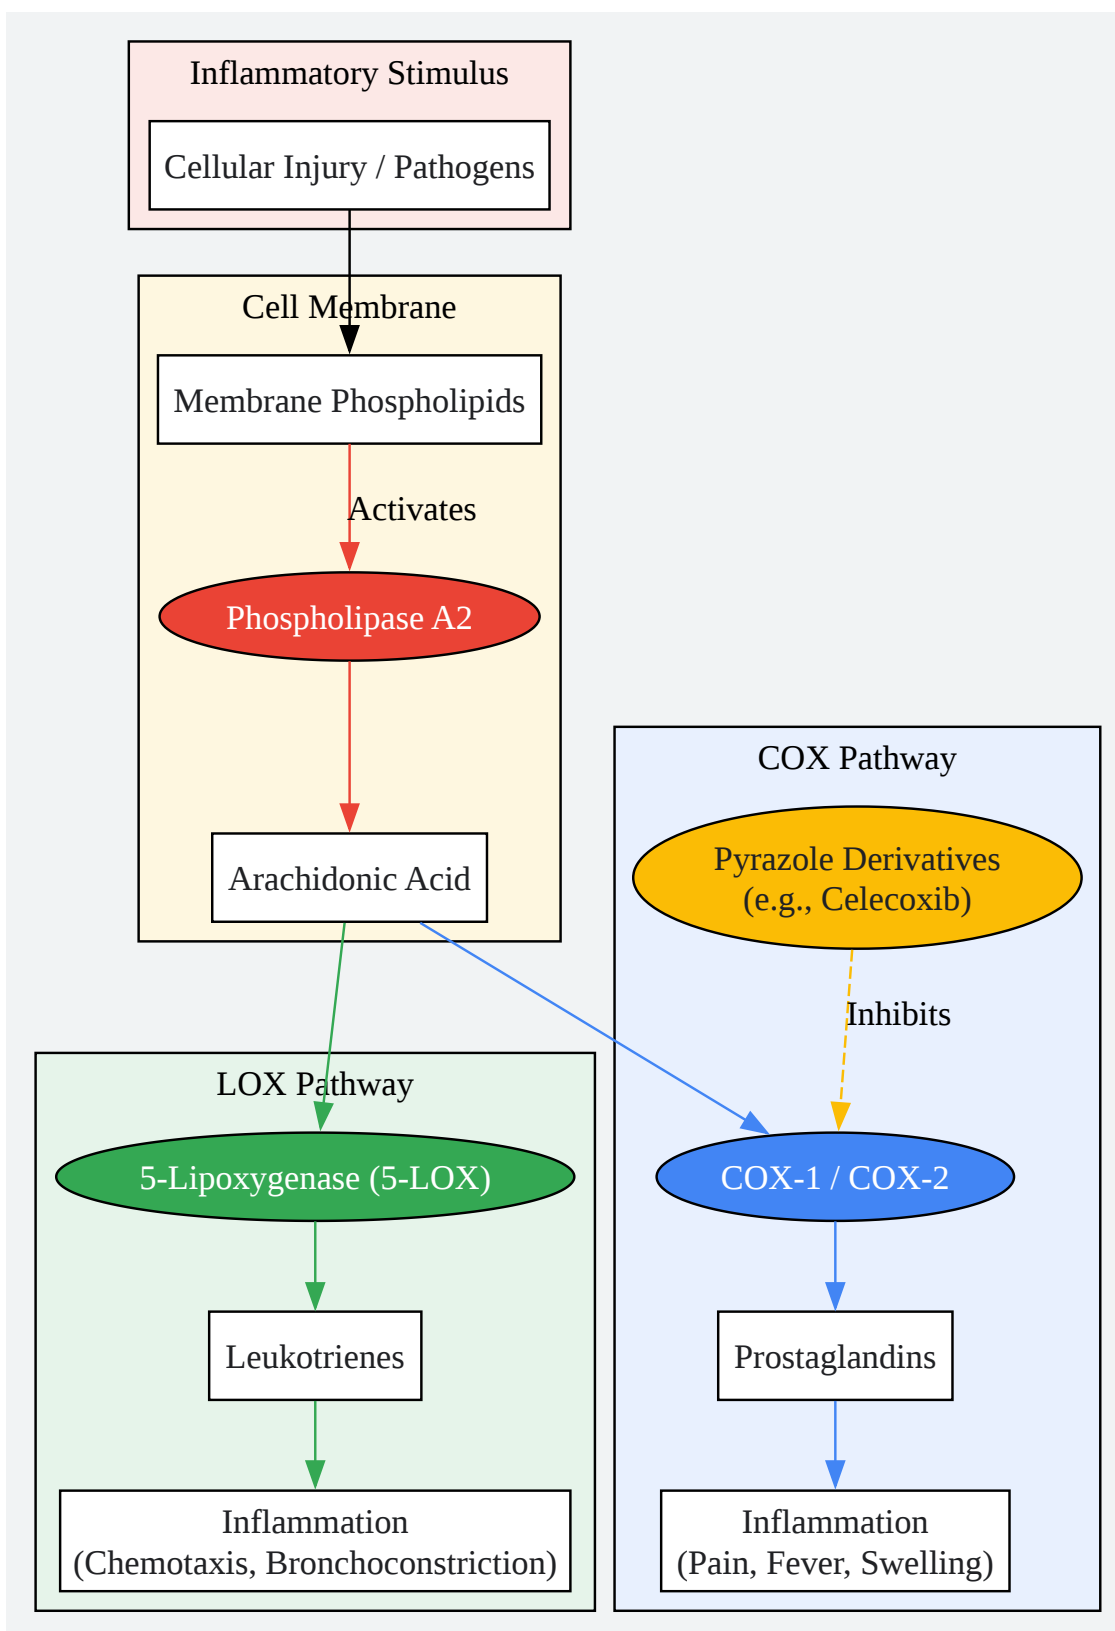 Inflammatory Stimulus
Cellular Injury / Pathogens
Cell Membrane
Membrane Phospholipids
Activates
Phospholipase A2
Arachidonic Acid
COX Pathway
Pyrazole Derivatives
(e.g., Celecoxib)
Inhibits
LOX Pathway
5-Lipoxygenase (5-LOX)
COX-1 / COX-2
Leukotrienes
Prostaglandins
Inflammation
(Chemotaxis, Bronchoconstriction)
Inflammation
(Pain, Fever, Swelling)